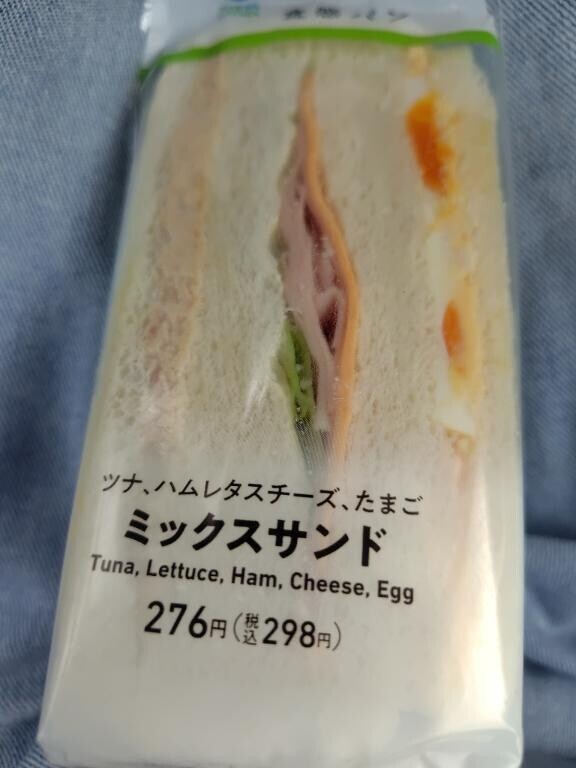 ツナ、ハムレタスチーズ、たまご
ミックスサンド
Tuna, Lettuce, Ham, Cheese, Egg
276円(税込298円)